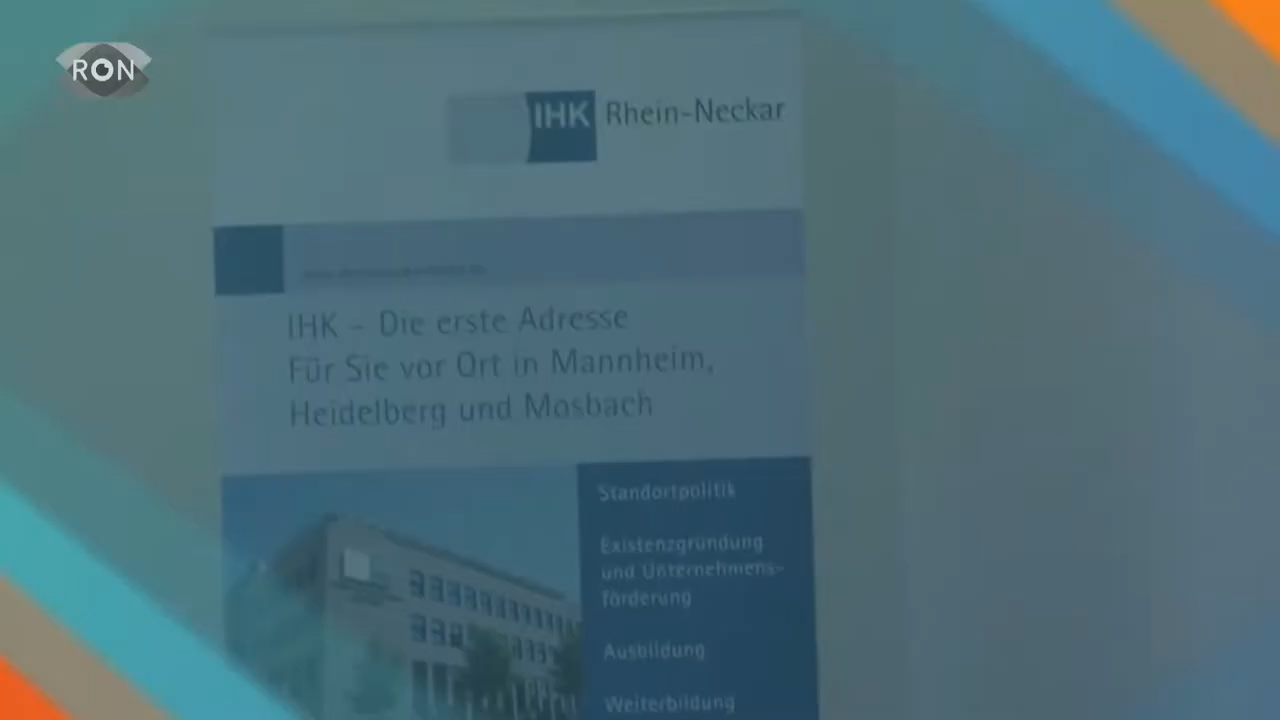 RON
IHK Rhein-Neckar
IHK – Die erste Adresse
Für Sie vor Ort in Mannheim,
Heidelberg und Mosbach
Standortpolitik
Existenzgründung
und Unternehmens-
förderung
Ausbildung
Weiterbildung